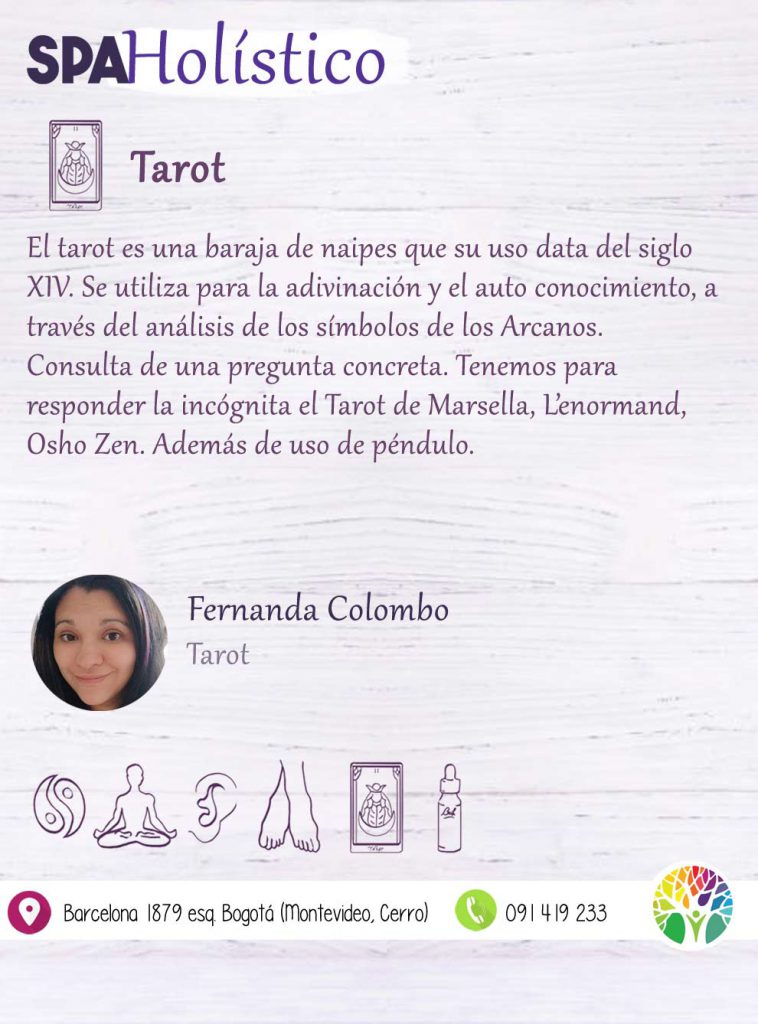 SPAHolístico
Tarot
El tarot es una baraja de naipes que su uso data del siglo
XIV. Se utiliza para la adivinación y el auto conocimiento, a
través del análisis de los símbolos de los Arcanos.
Consulta de una pregunta concreta. Tenemos para
responder la incógnita el Tarot de Marsella, L'enormand,
Osho Zen. Además de uso de péndulo.
Fernanda Colombo
Tarot
II
II
Barcelona 1879 esq. Bogotá (Montevideo, Cerro)
091 419 233